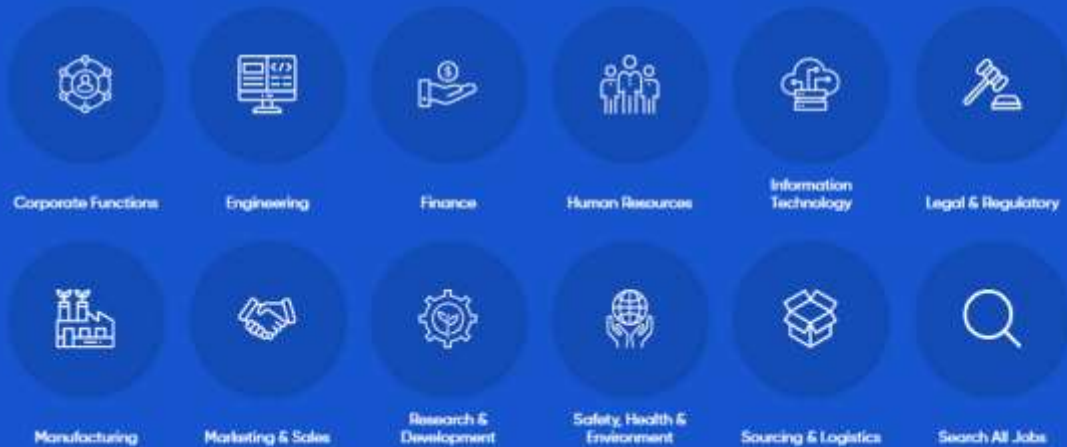 Corporate Functions
Engineering
Finance
Human Resources
Information
Technology
Legal & Regulatory
Manufacturing
Marketing & Sales
Research &
Development
Safety, Health &
Environment
Sourcing & Logistics
Search All Jobs